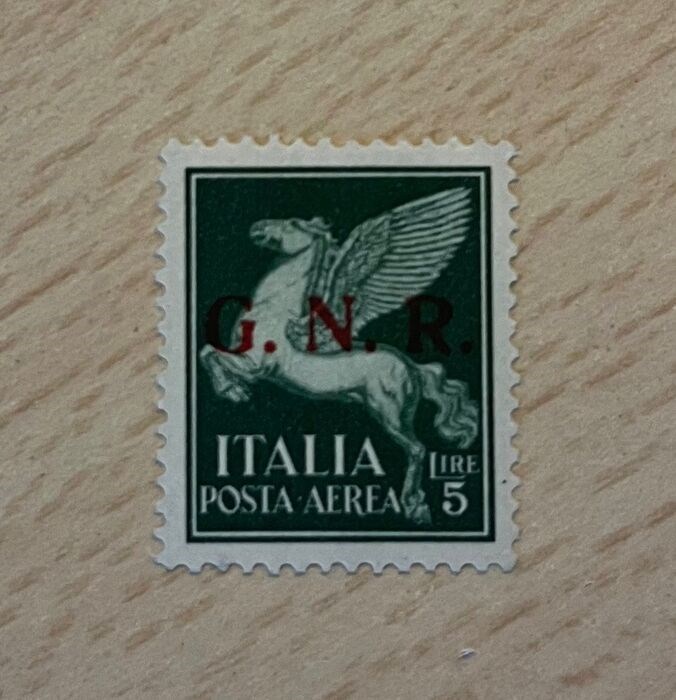 G. N. R.
ITALIA
POSTA·AEREA
LIRE
5